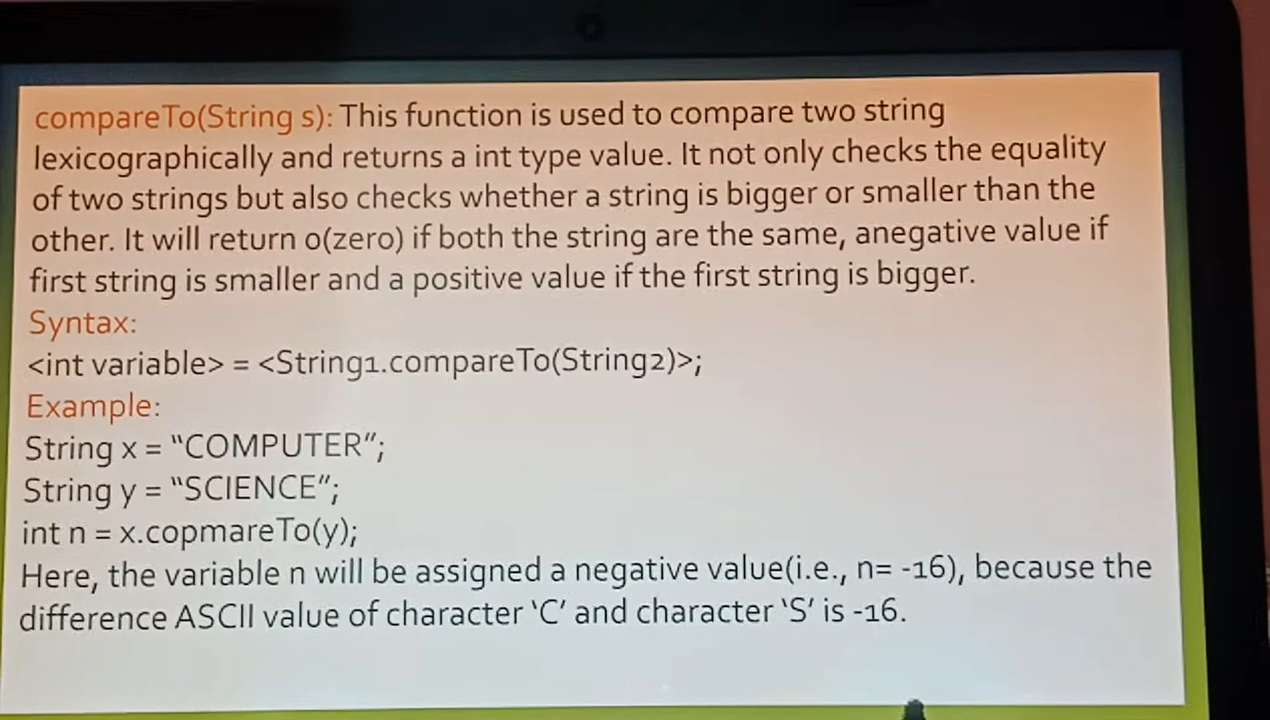 compareTo(String s): This function is used to compare two string
lexicographically and returns a int type value. It not only checks the equality
of two strings but also checks whether a string is bigger or smaller than the
other. It will return 0(zero) if both the string are the same, anegative value if
first string is smaller and a positive value if the first string is bigger.
Syntax:
<int variable> = <String1.compareTo(String2)>;
Example:
String x = “COMPUTER”;
String y = “SCIENCE”;
int n = x.copmareTo(y);
Here, the variable n will be assigned a negative value(i.e., n= -16), because the
difference ASCII value of character ‘C’ and character ‘S’ is -16.